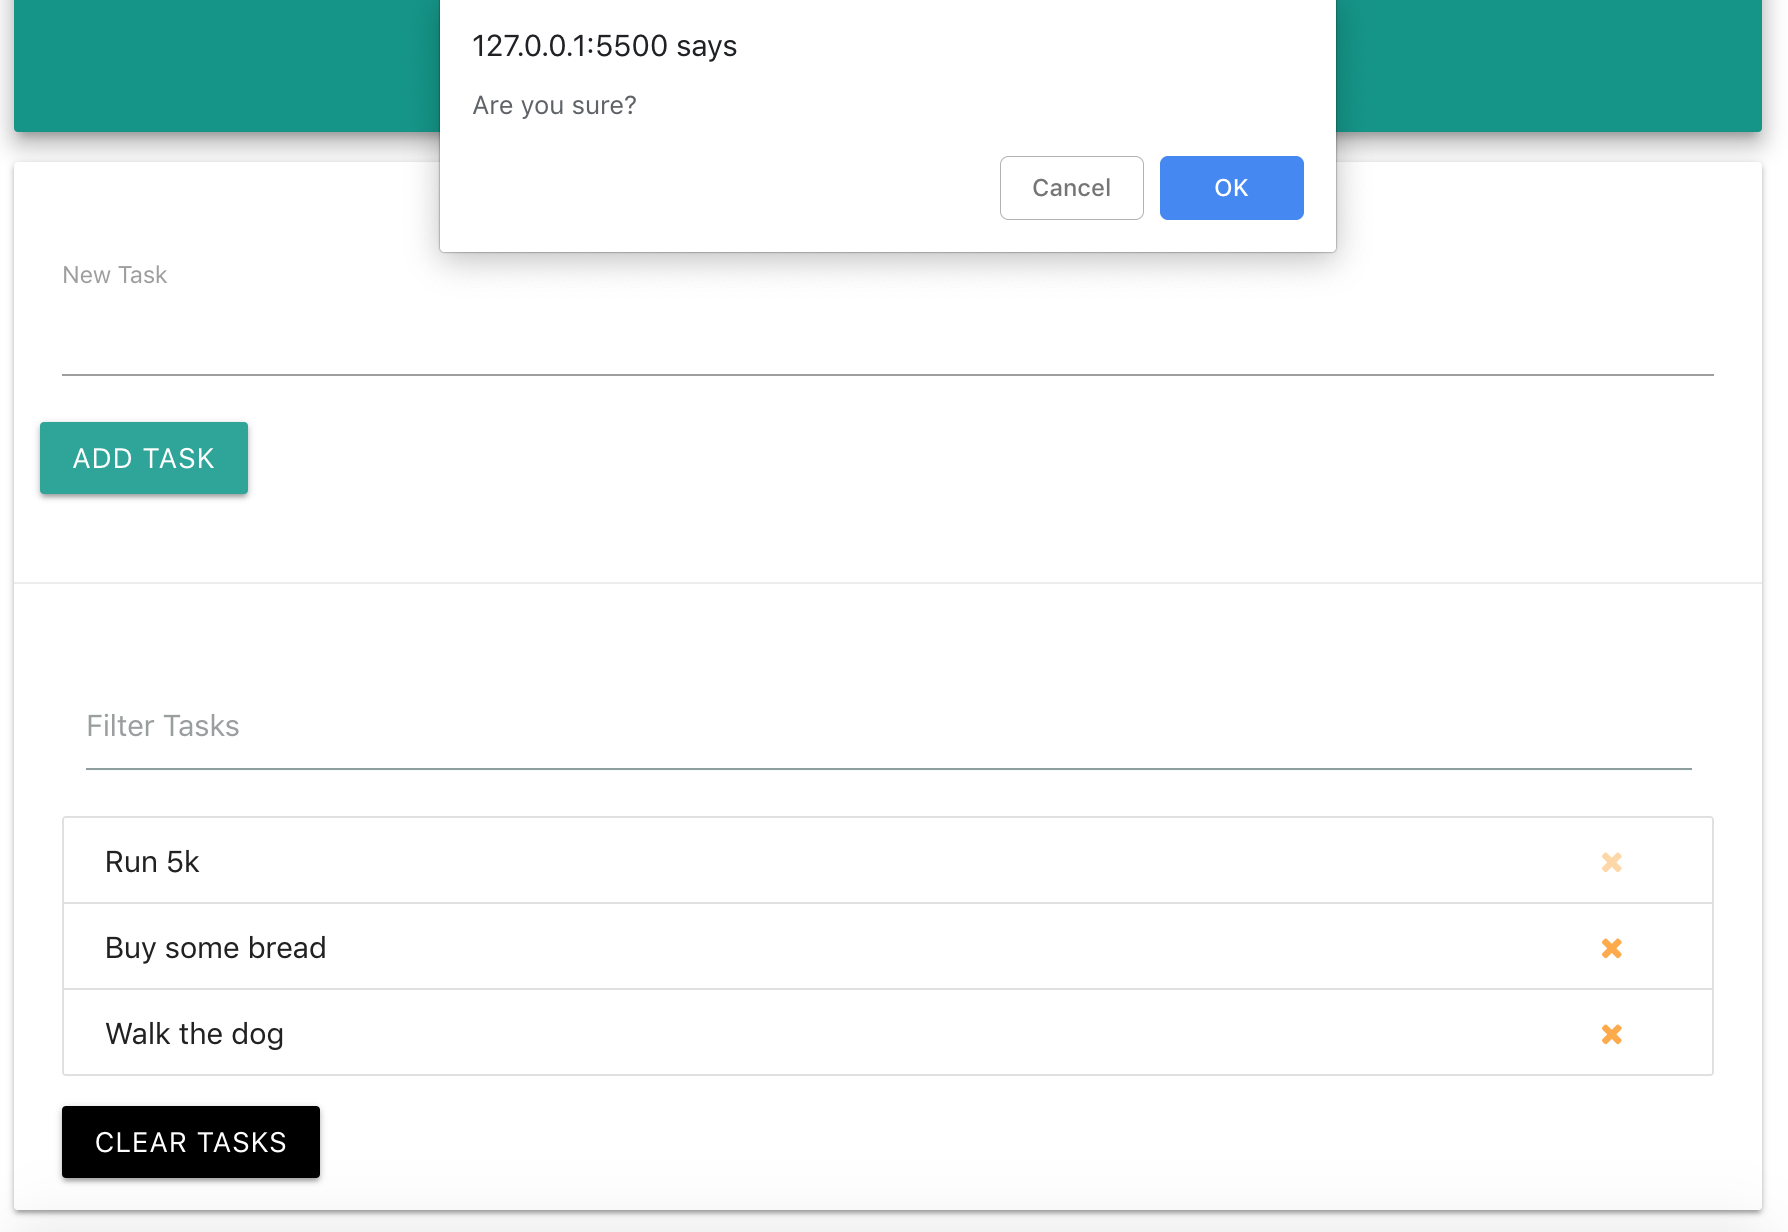 127.0.0.1:5500 says
Are you sure?
Cancel OK
New Task
ADD TASK
Filter Tasks
Run 5k
Buy some bread
Walk the dog
CLEAR TASKS